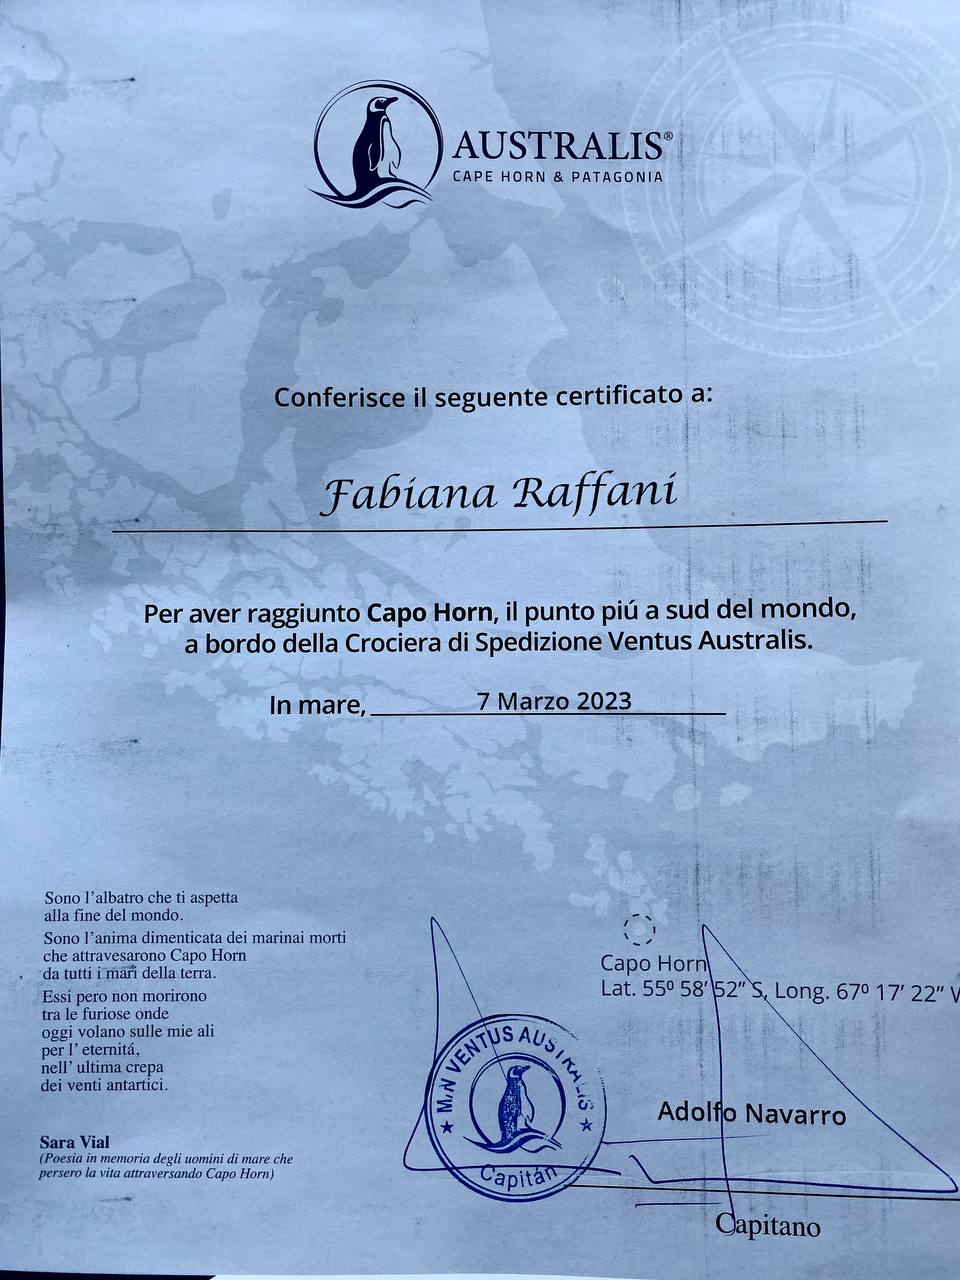 AUSTRALIS®
CAPE HORN & PATAGONIA
S
Conferisce il seguente certificato a:
Fabiana Raffani
Per aver raggiunto Capo Horn, il punto piú a sud del mondo,
a bordo della Crociera di Spedizione Ventus Australis.
In mare, 7 Marzo 2023
Sono l'albatro che ti aspetta
alla fine del mondo.
Sono l'anima dimenticata dei marinai morti
che attravesarono Capo Horn
da tutti i mari della terra.
Essi pero non morirono
tra le furiose onde
oggi volano sulle mie ali
per l' eternitá,
nell' ultima crepa
dei venti antartici.
Sara Vial
(Poesia in memoria degli uomini di mare che
persero la vita attraversando Capo Horn)
Capo Horn
Lat. 55º 58' 52" S, Long. 67º 17' 22" W
M/N VENTUS AUSTRALIS
Capitán
Adolfo Navarro
Capitano